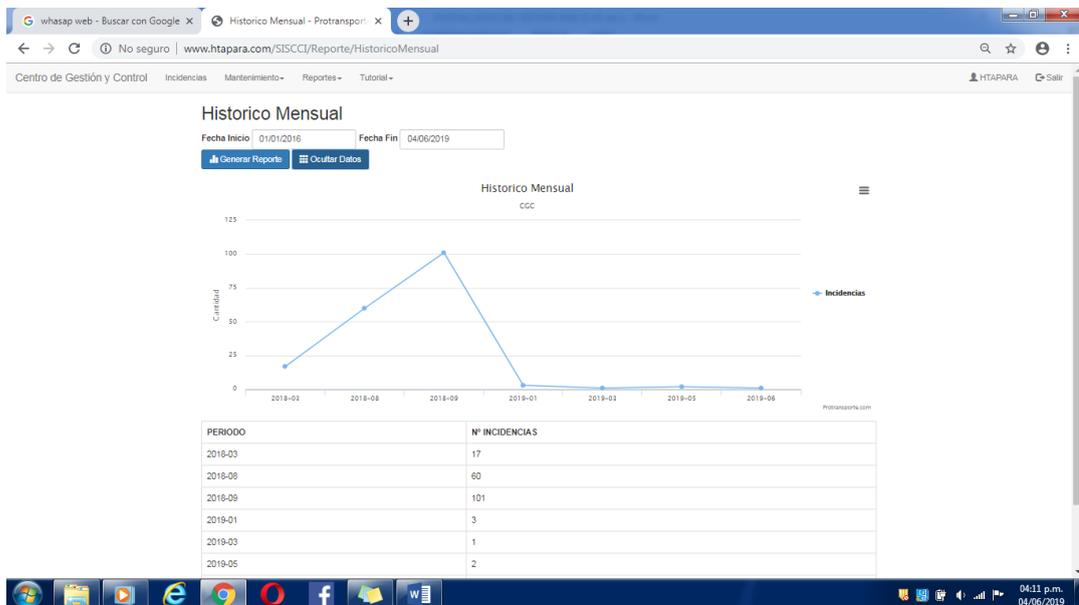 whasap web - Buscar con Google
Historico Mensual - Protransport
No seguro | www.htapara.com/SISCCI/Reporte/HistoricoMensual
Centro de Gestión y Control Incidencias Mantenimiento Reportes Tutorial HTAPARA Salir
Historico Mensual
Fecha Inicio 01/01/2016 Fecha Fin 04/06/2019
Generar Reporte Ocultar Datos
Historico Mensual
CGC
125
100
75
50
25
0
Cantidad
Incidencias
2018-03 2018-08 2018-09 2019-01 2019-03 2019-05 2019-06
Protransporte.com
PERIODO Nº INCIDENCIAS
2018-03 17
2018-08 60
2018-09 101
2019-01 3
2019-03 1
2019-05 2
04:11 p.m.
04/06/2019